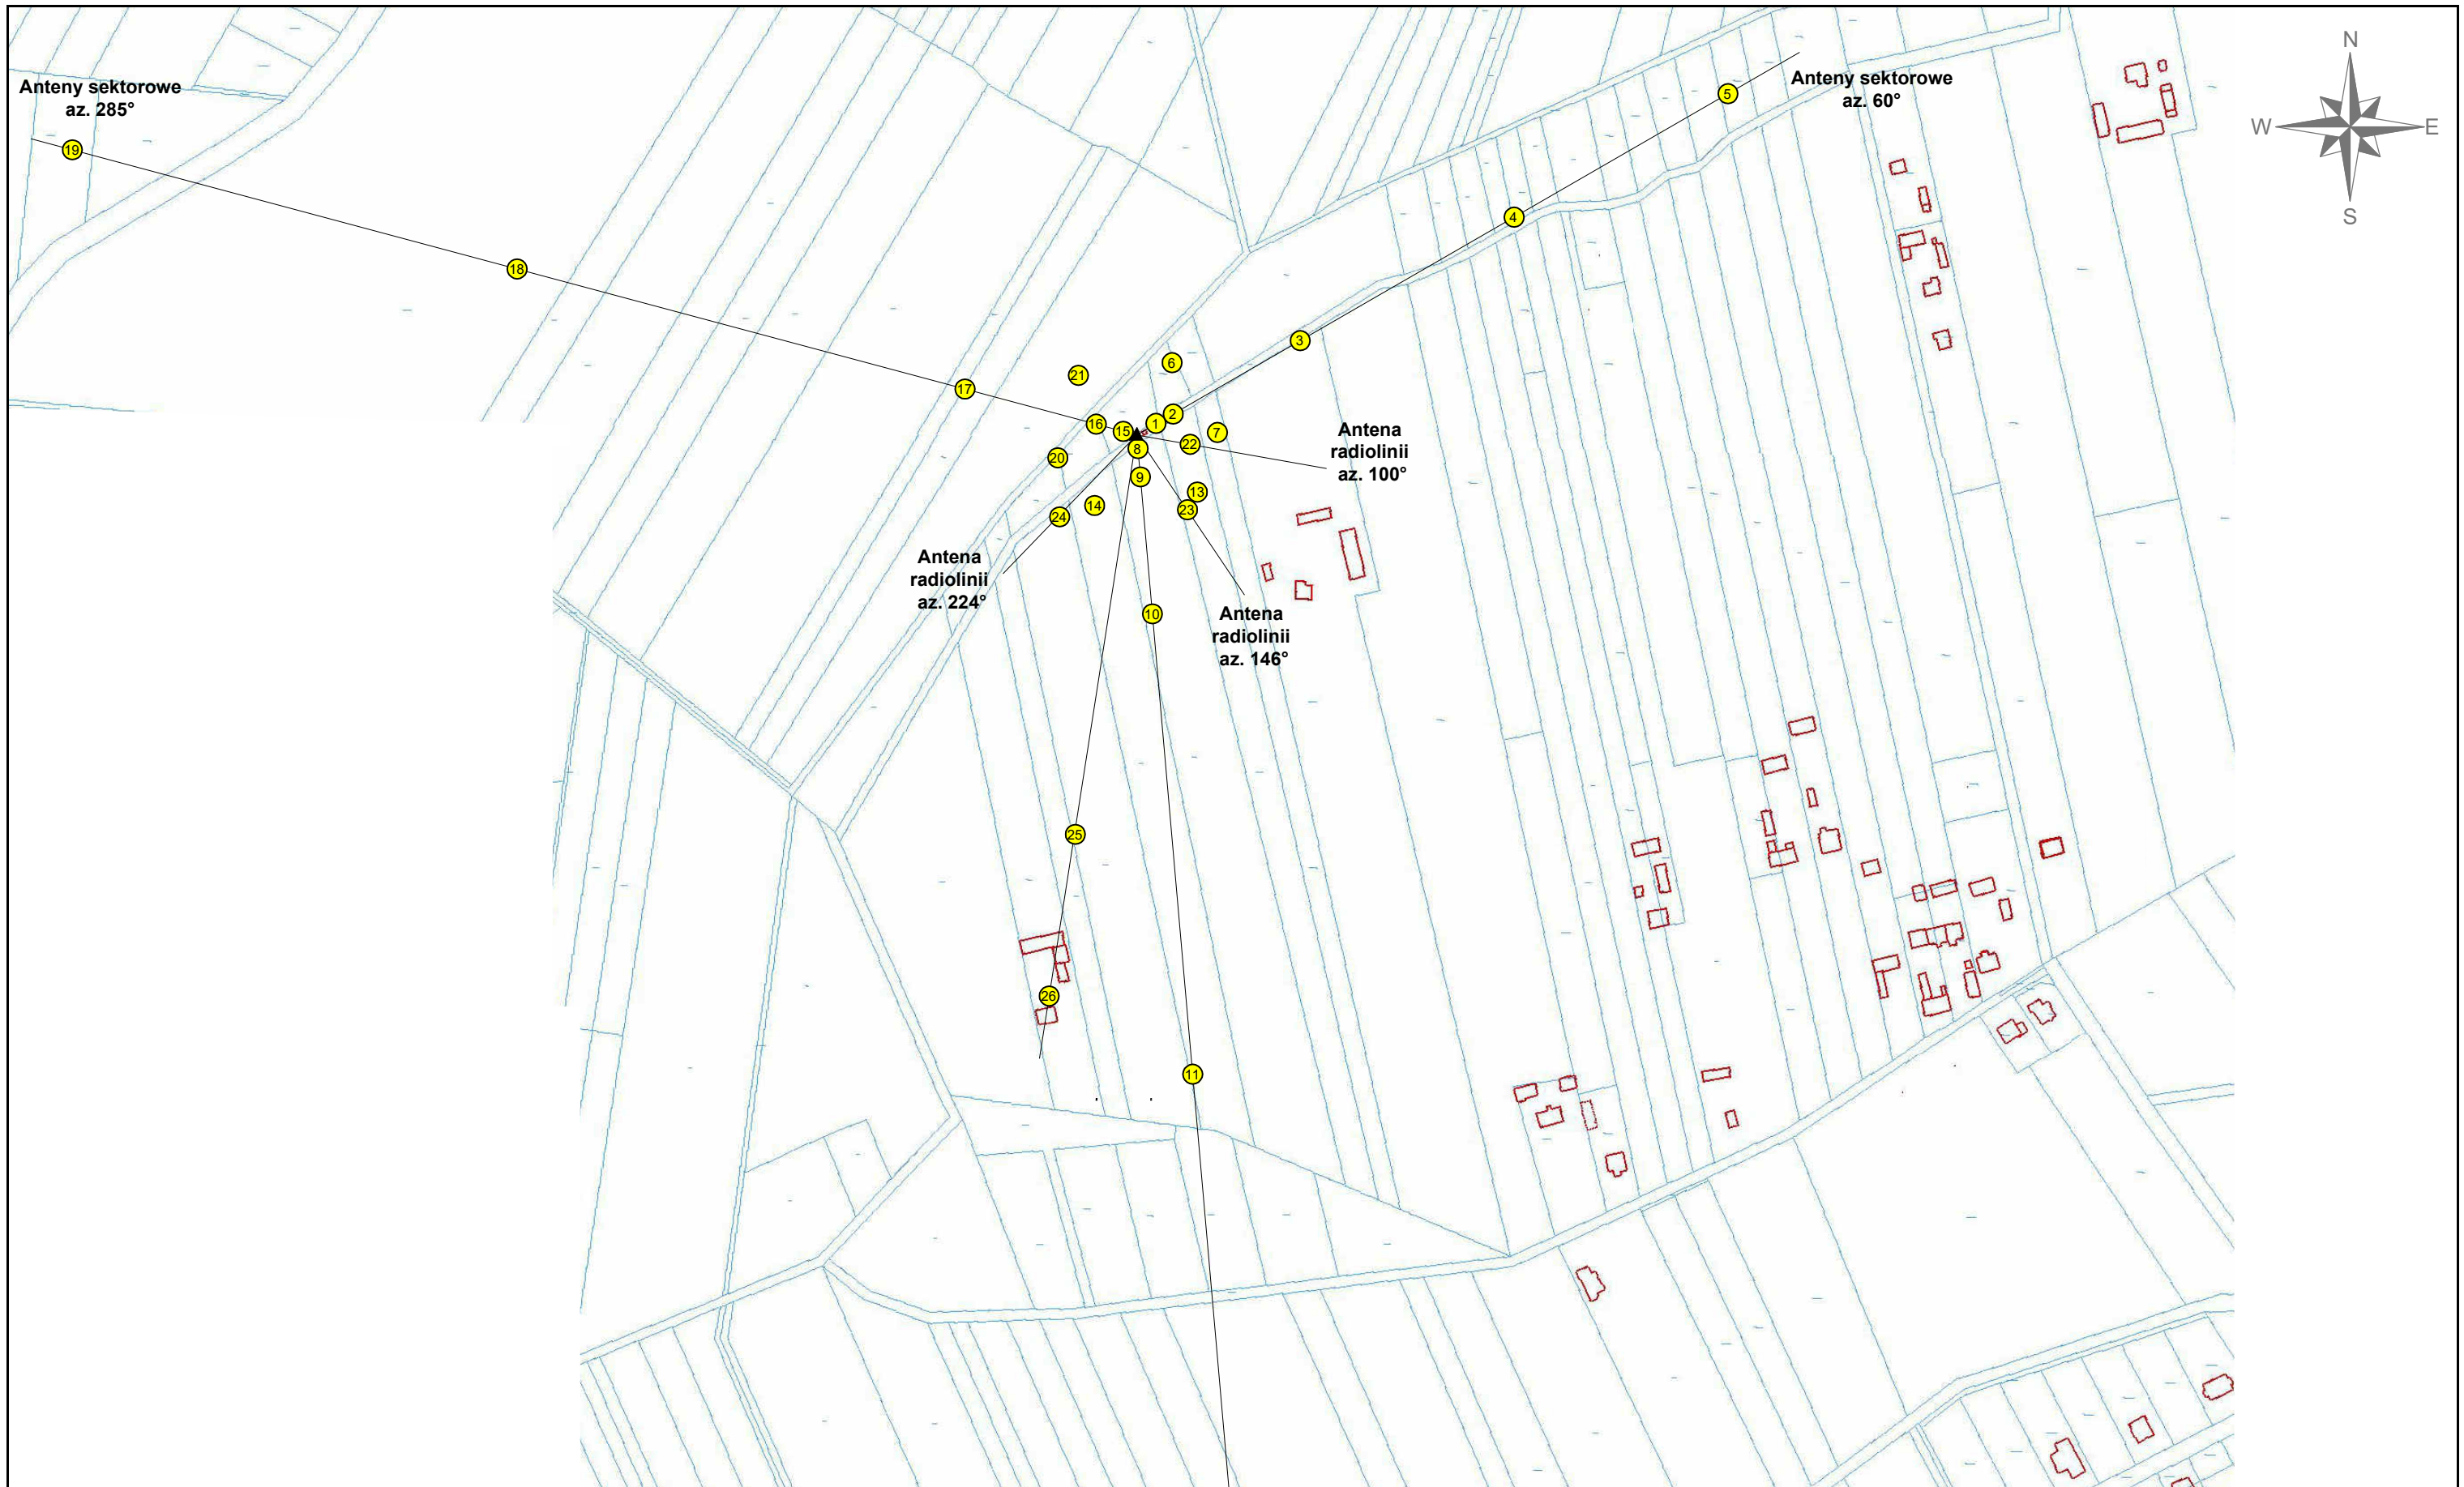 N
Anteny sektorowe
az. 285°
Anteny sektorowe
az. 60°
5
W
E
19
S
4
18
3
6
21
17
2
1
16
15
7
Antena
radiolinii
az. 100°
22
8
20
9
13
14
23
24
Antena
radiolinii
az. 224°
10
Antena
radiolinii
az. 146°
25
26
11